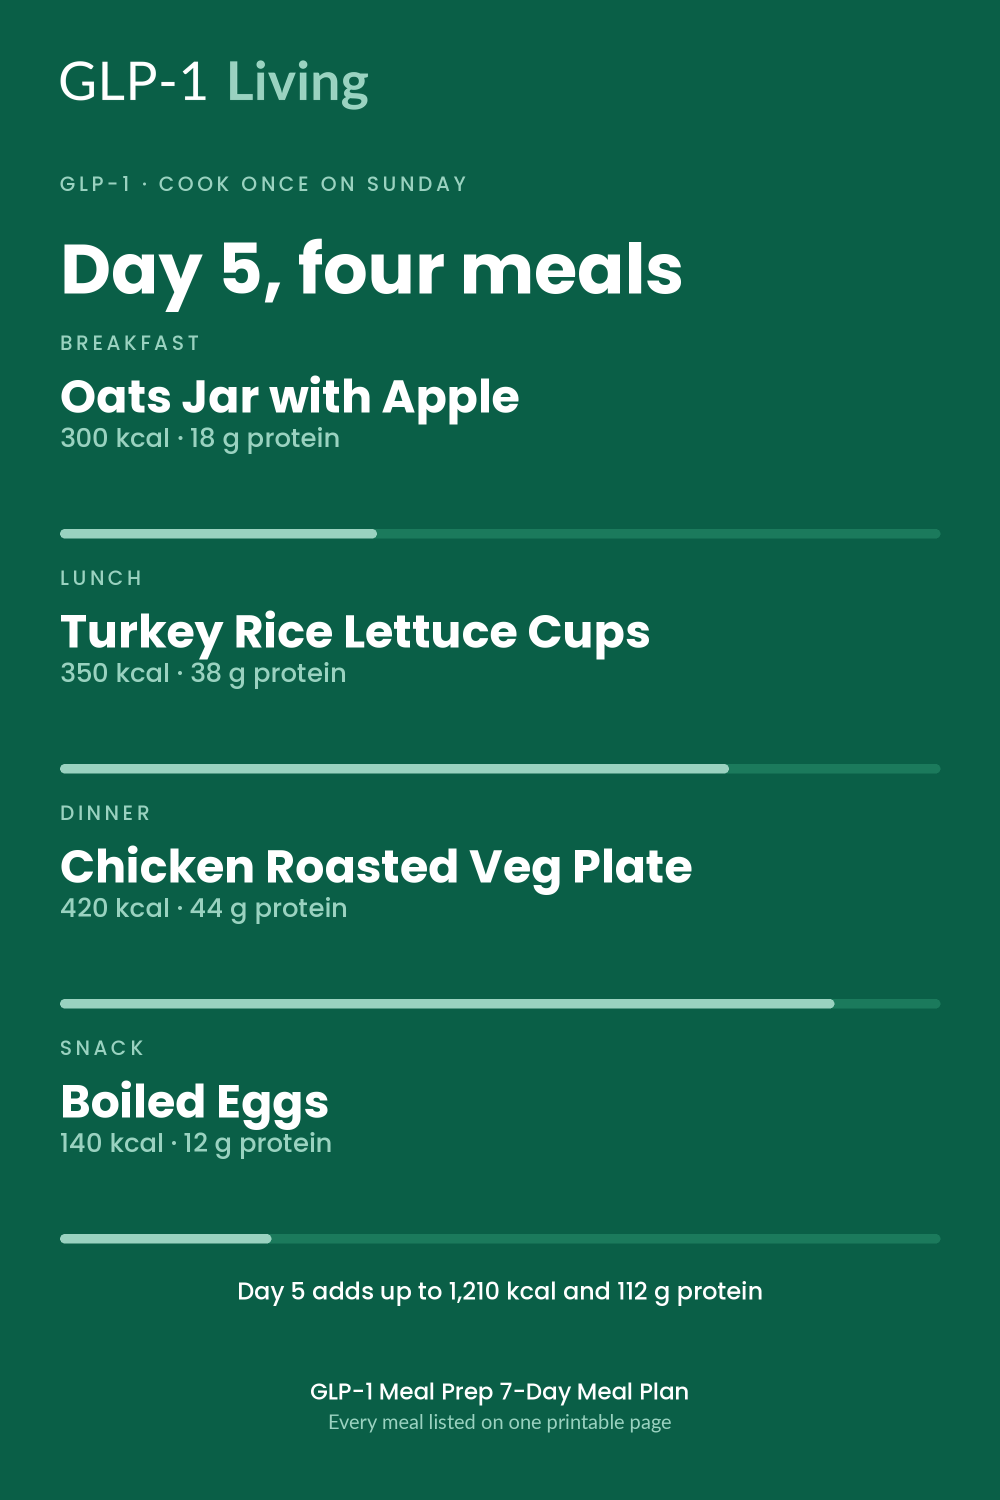 GLP-1 Living
GLP-1 · COOK ONCE ON SUNDAY
Day 5, four meals
BREAKFAST
Oats Jar with Apple
300 kcal · 18 g protein
LUNCH
Turkey Rice Lettuce Cups
350 kcal · 38 g protein
DINNER
Chicken Roasted Veg Plate
420 kcal · 44 g protein
SNACK
Boiled Eggs
140 kcal · 12 g protein
Day 5 adds up to 1,210 kcal and 112 g protein
GLP-1 Meal Prep 7-Day Meal Plan
Every meal listed on one printable page